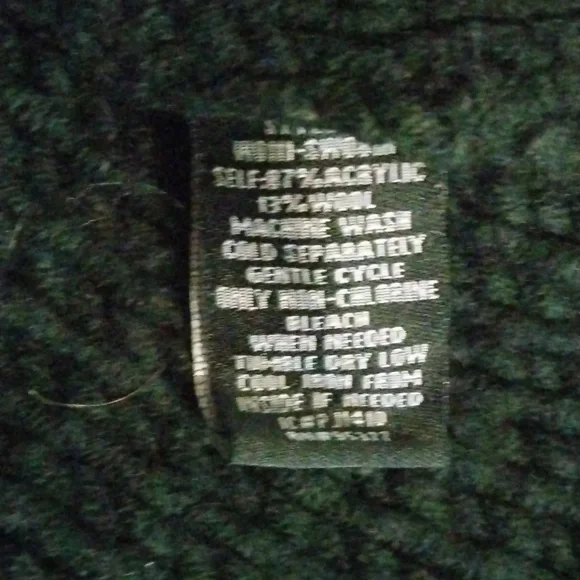 SELF:87%ACRYLIC
13%WOOL
MACHINE WASH
COLD SEPARATELY
GENTLE CYCLE
ONLY NON-CHLORINE
BLEACH
WHEN NEEDED
TUMBLE DRY LOW
COOL IRON FROM
INSIDE IF NEEDED